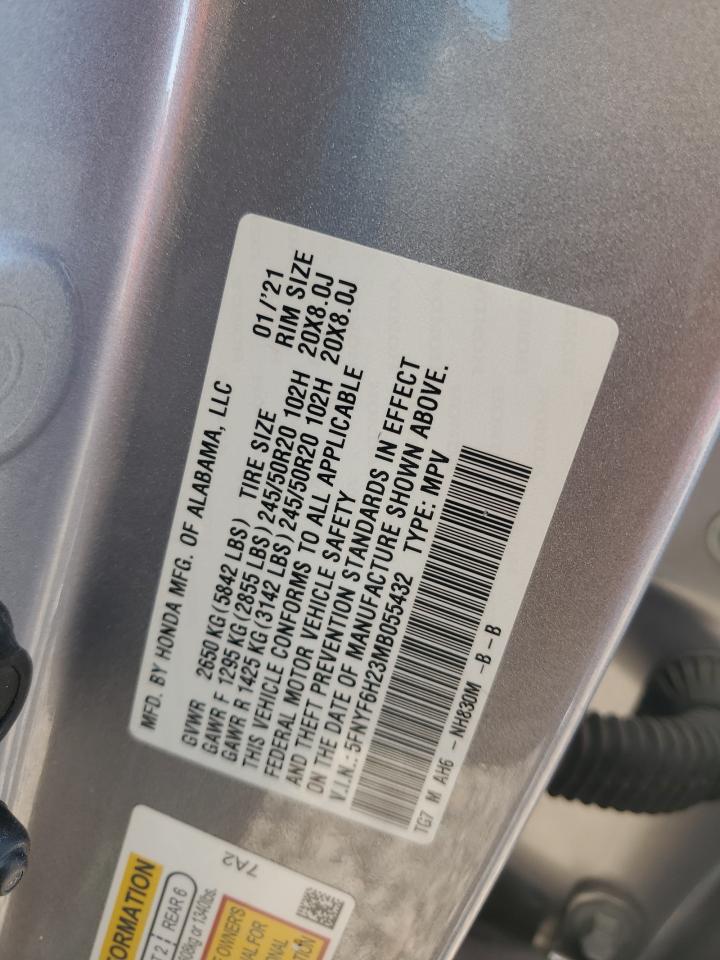 MFD. BY HONDA MFG. OF ALABAMA, LLC 01/'21
GVWR 2650 KG (5842 LBS) TIRE SIZE RIM SIZE
GAWR F 1295 KG (2855 LBS) 245/50R20 102H 20X8.0J
GAWR R 1425 KG (3142 LBS) 245/50R20 102H 20X8.0J
THIS VEHICLE CONFORMS TO ALL APPLICABLE
FEDERAL MOTOR VEHICLE SAFETY
AND THEFT PREVENTION STANDARDS IN EFFECT
ON THE DATE OF MANUFACTURE SHOWN ABOVE.
V.I.N.: 5FNYF6H23MB055432 TYPE: MPV
TG7 M AH6 - NH830M -B -B
7A2
REAR 6
or 1340lbs.